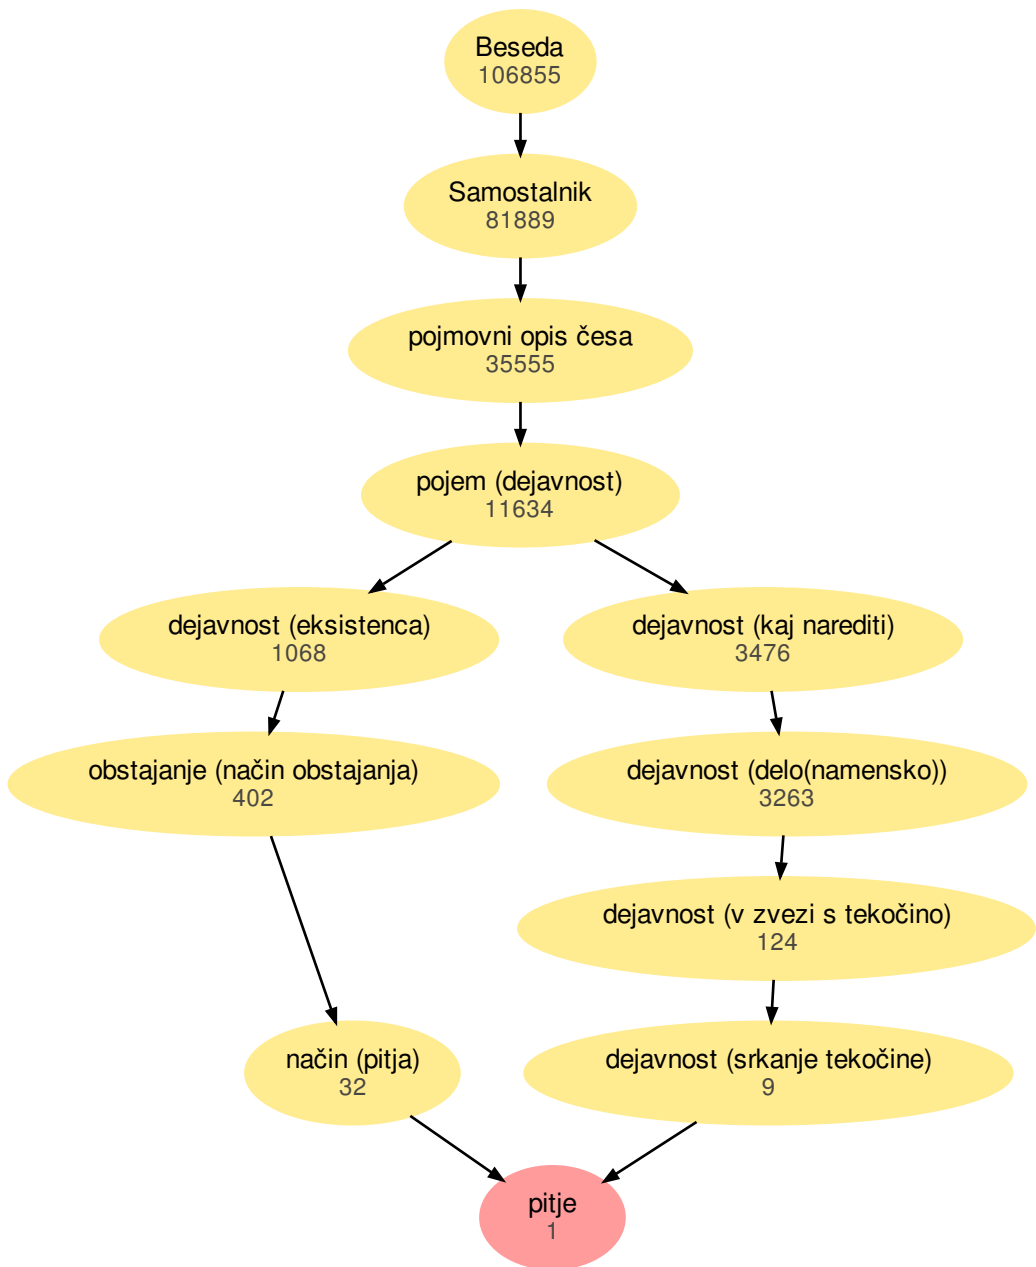 Beseda
106855
Samostalnik
81889
pojmovni opis česa
35555
pojem (dejavnost)
11634
dejavnost (eksistenca)
1068
dejavnost (kaj narediti)
3476
obstajanje (način obstajanja)
402
dejavnost (delo(namensko))
3263
dejavnost (v zvezi s tekočino)
124
način (pitja)
32
dejavnost (srkanje tekočine)
9
pitje
1